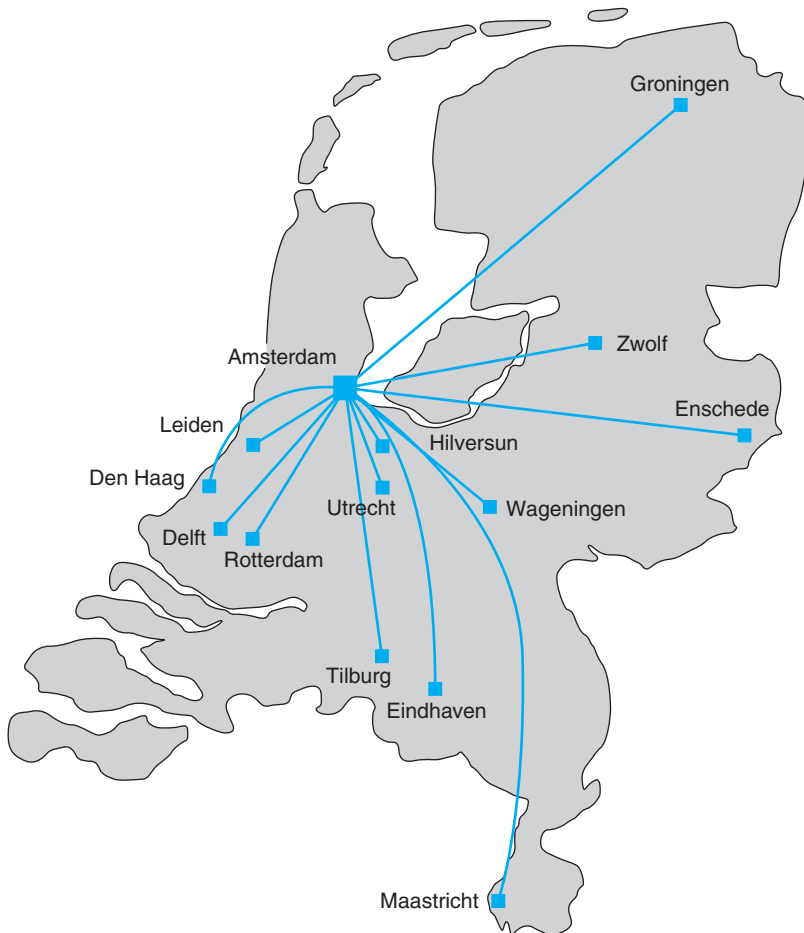 Groningen
Zwolf
Amsterdam
Enschede
Leiden
Hilversun
Den Haag
Utrecht
Wageningen
Delft
Rotterdam
Tilburg
Eindhaven
Maastricht